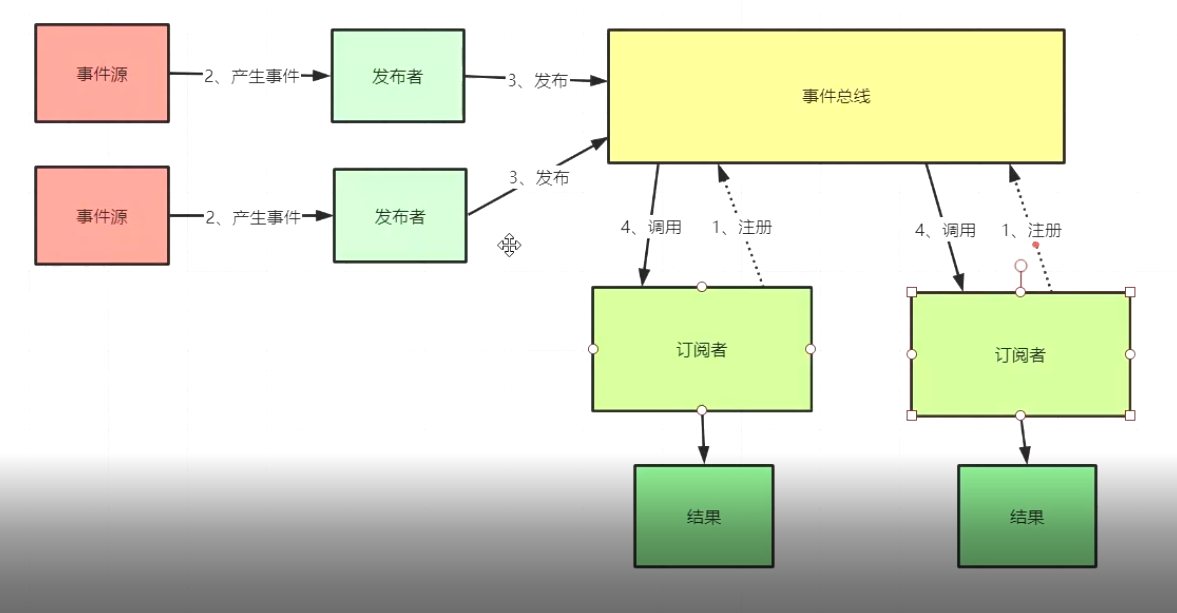 事件源
2、产生事件
发布者
3、发布
事件总线
事件源
2、产生事件
发布者
3、发布
4、调用
1、注册
4、调用
1、注册
订阅者
订阅者
结果
结果